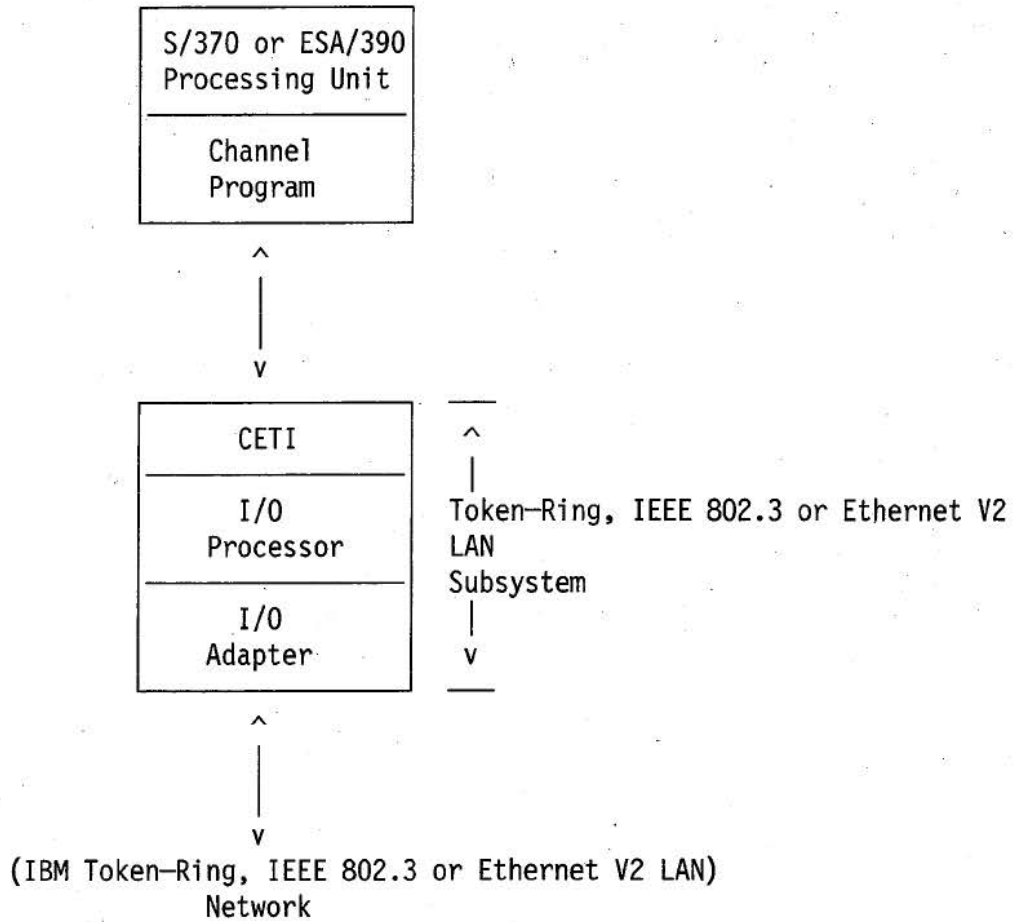 S/370 or ESA/390
Processing Unit
Channel
Program
CETI
I/O
Processor
I/O
Adapter
Token—Ring, IEEE 802.3 or Ethernet V2
LAN
Subsystem
(IBM Token—Ring, IEEE 802.3 or Ethernet V2 LAN)
Network